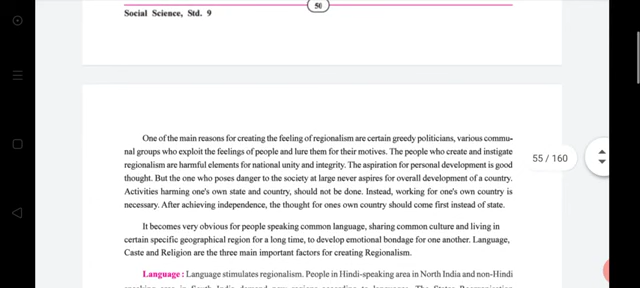 50
Social Science, Std. 9
One of the main reasons for creating the feeling of regionalism are certain greedy politicians, various commu-
nal groups who exploit the feelings of people and lure them for their motives. The people who create and instigate
regionalism are harmful elements for national unity and integrity. The aspiration for personal development is good
thought. But the one who poses danger to the society at large never aspires for overall development of a country.
Activities harming one's own state and country, should not be done. Instead, working for one's own country is
necessary. After achieving independence, the thought for ones own country should come first instead of state.
55 / 160
It becomes very obvious for people speaking common language, sharing common culture and living in
certain specific geographical region for a long time, to develop emotional bondage for one another. Language,
Caste and Religion are the three main important factors for creating Regionalism.
Language : Language stimulates regionalism. People in Hindi-speaking area in North India and non-Hindi